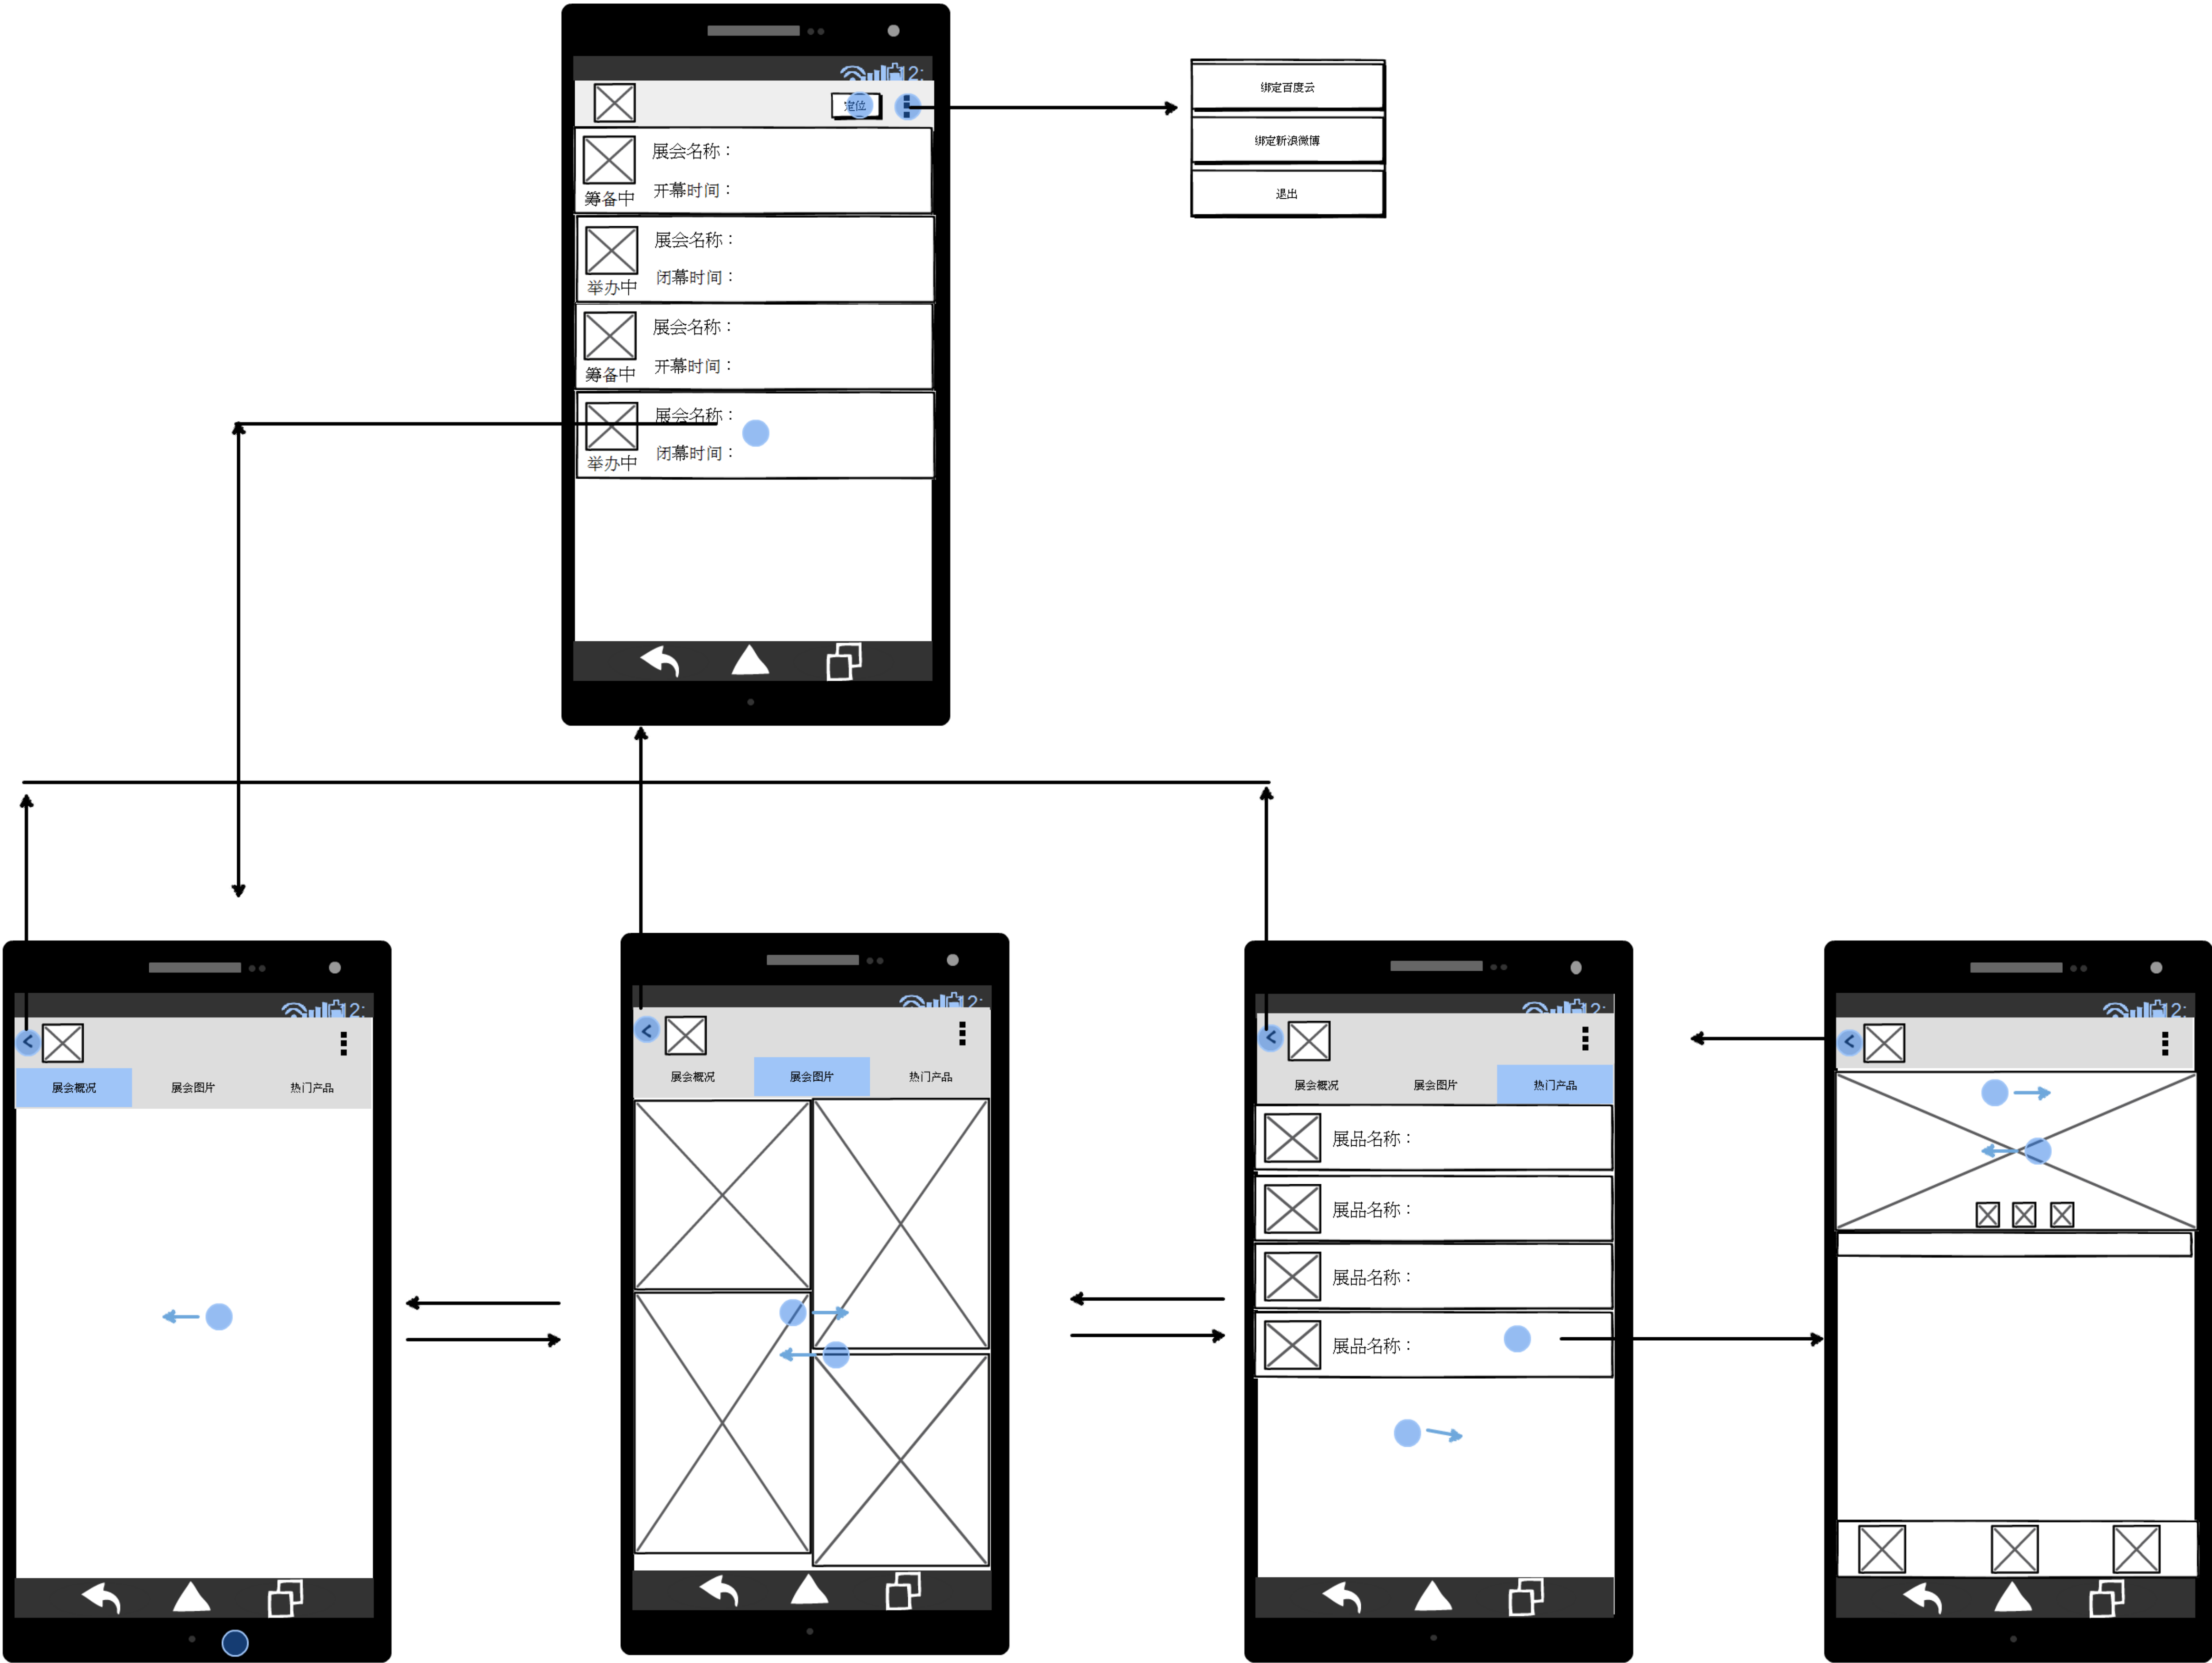 2:
定位
展会名称：
开幕时间：
筹备中
展会名称：
闭幕时间：
举办中
展会名称：
开幕时间：
筹备中
展会名称：
闭幕时间：
举办中
绑定百度云
绑定新浪微博
退出
2:
展会概况 展会图片 热门产品
2:
展会概况 展会图片 热门产品
2:
展会概况 展会图片 热门产品
展品名称：
展品名称：
展品名称：
展品名称：
2: